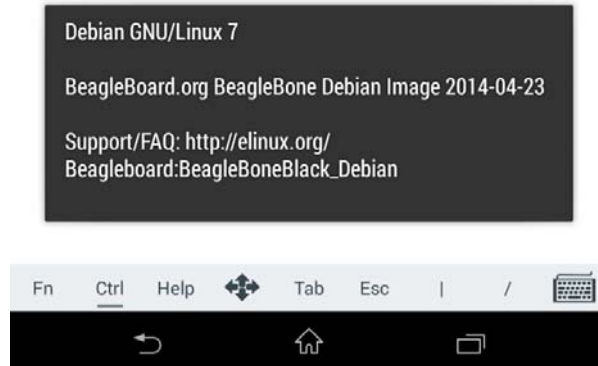 Debian GNU/Linux 7
BeagleBoard.org BeagleBone Debian Image 2014-04-23
Support/FAQ: http://elinux.org/
Beagleboard:BeagleBoneBlack_Debian
Fn Ctrl Help Tab Esc | /